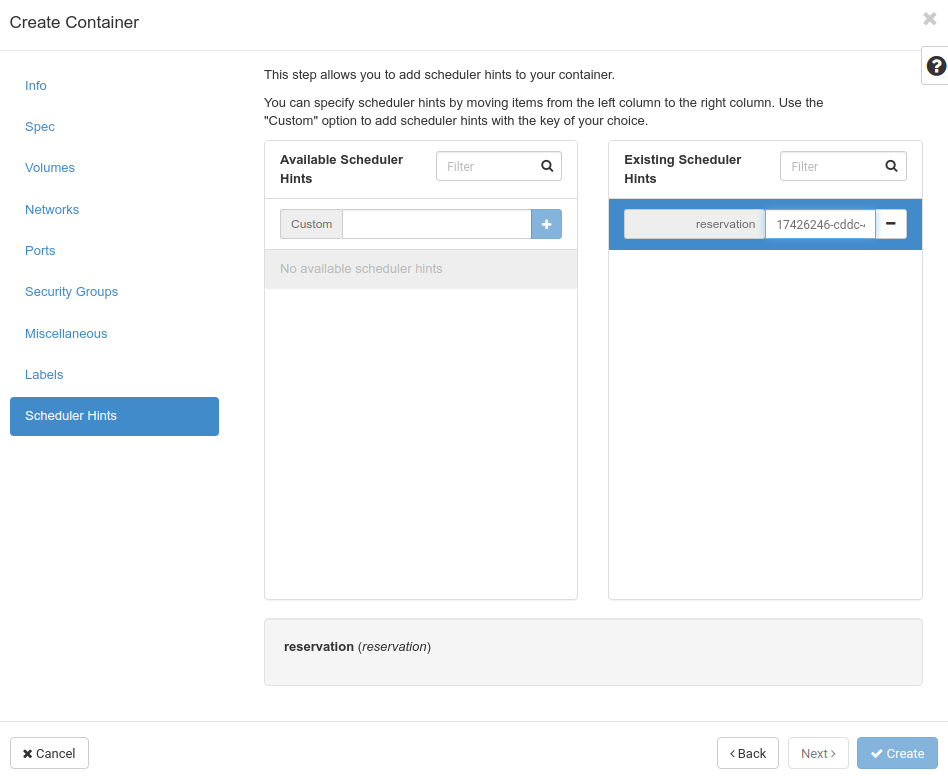 Create Container
Info
Spec
Volumes
Networks
Ports
Security Groups
Miscellaneous
Labels
Scheduler Hints
This step allows you to add scheduler hints to your container.
You can specify scheduler hints by moving items from the left column to the right column. Use the
"Custom" option to add scheduler hints with the key of your choice.
Available Scheduler
Hints
Filter
Custom
No available scheduler hints
Existing Scheduler
Hints
Filter
reservation
17426246-cddc-
reservation (reservation)
Cancel
Back
Next
Create